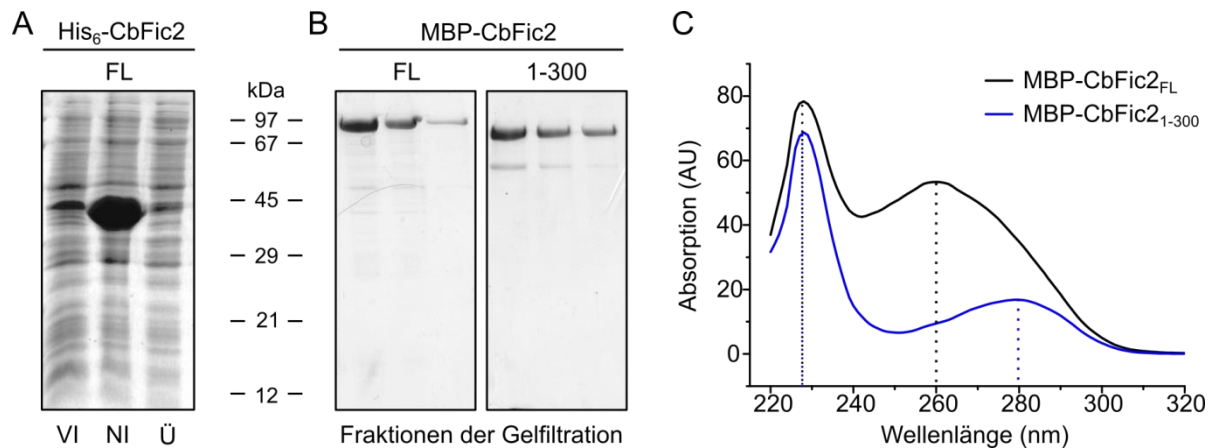 A
His₆-CbFic2
FL
VI NI Ü
kDa
97
67
45
29
21
12
B
MBP-CbFic2
FL 1-300
Fraktionen der Gelfiltration
C
MBP-CbFic2FL
MBP-CbFic21-300
Absorption (AU)
80
60
40
20
0
220 240 260 280 300 320
Wellenlänge (nm)